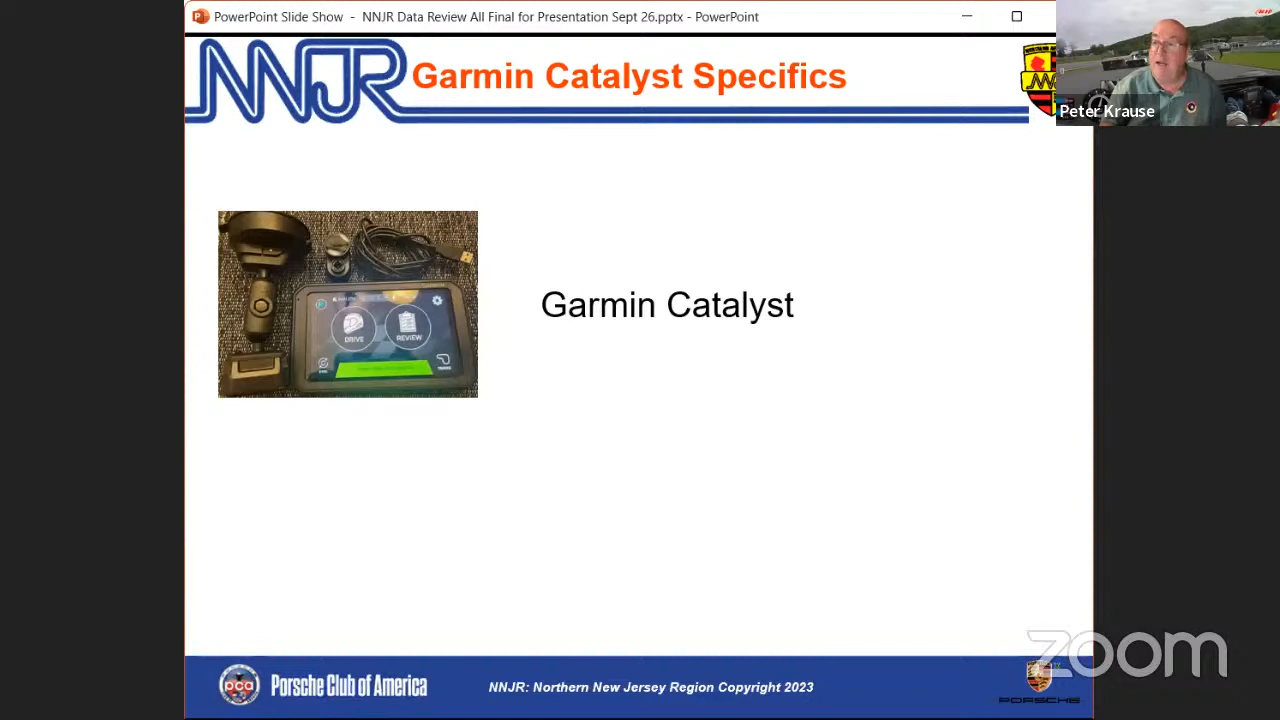 PowerPoint Slide Show - NNJR Data Review All Final for Presentation Sept 26.pptx - PowerPoint
NNJR
Garmin Catalyst Specifics
Peter Krause
DRIVE
REVIEW
Garmin Catalyst
zoom
pca
Porsche Club of America
NNJR: Northern New Jersey Region Copyright 2023
PORSCHE